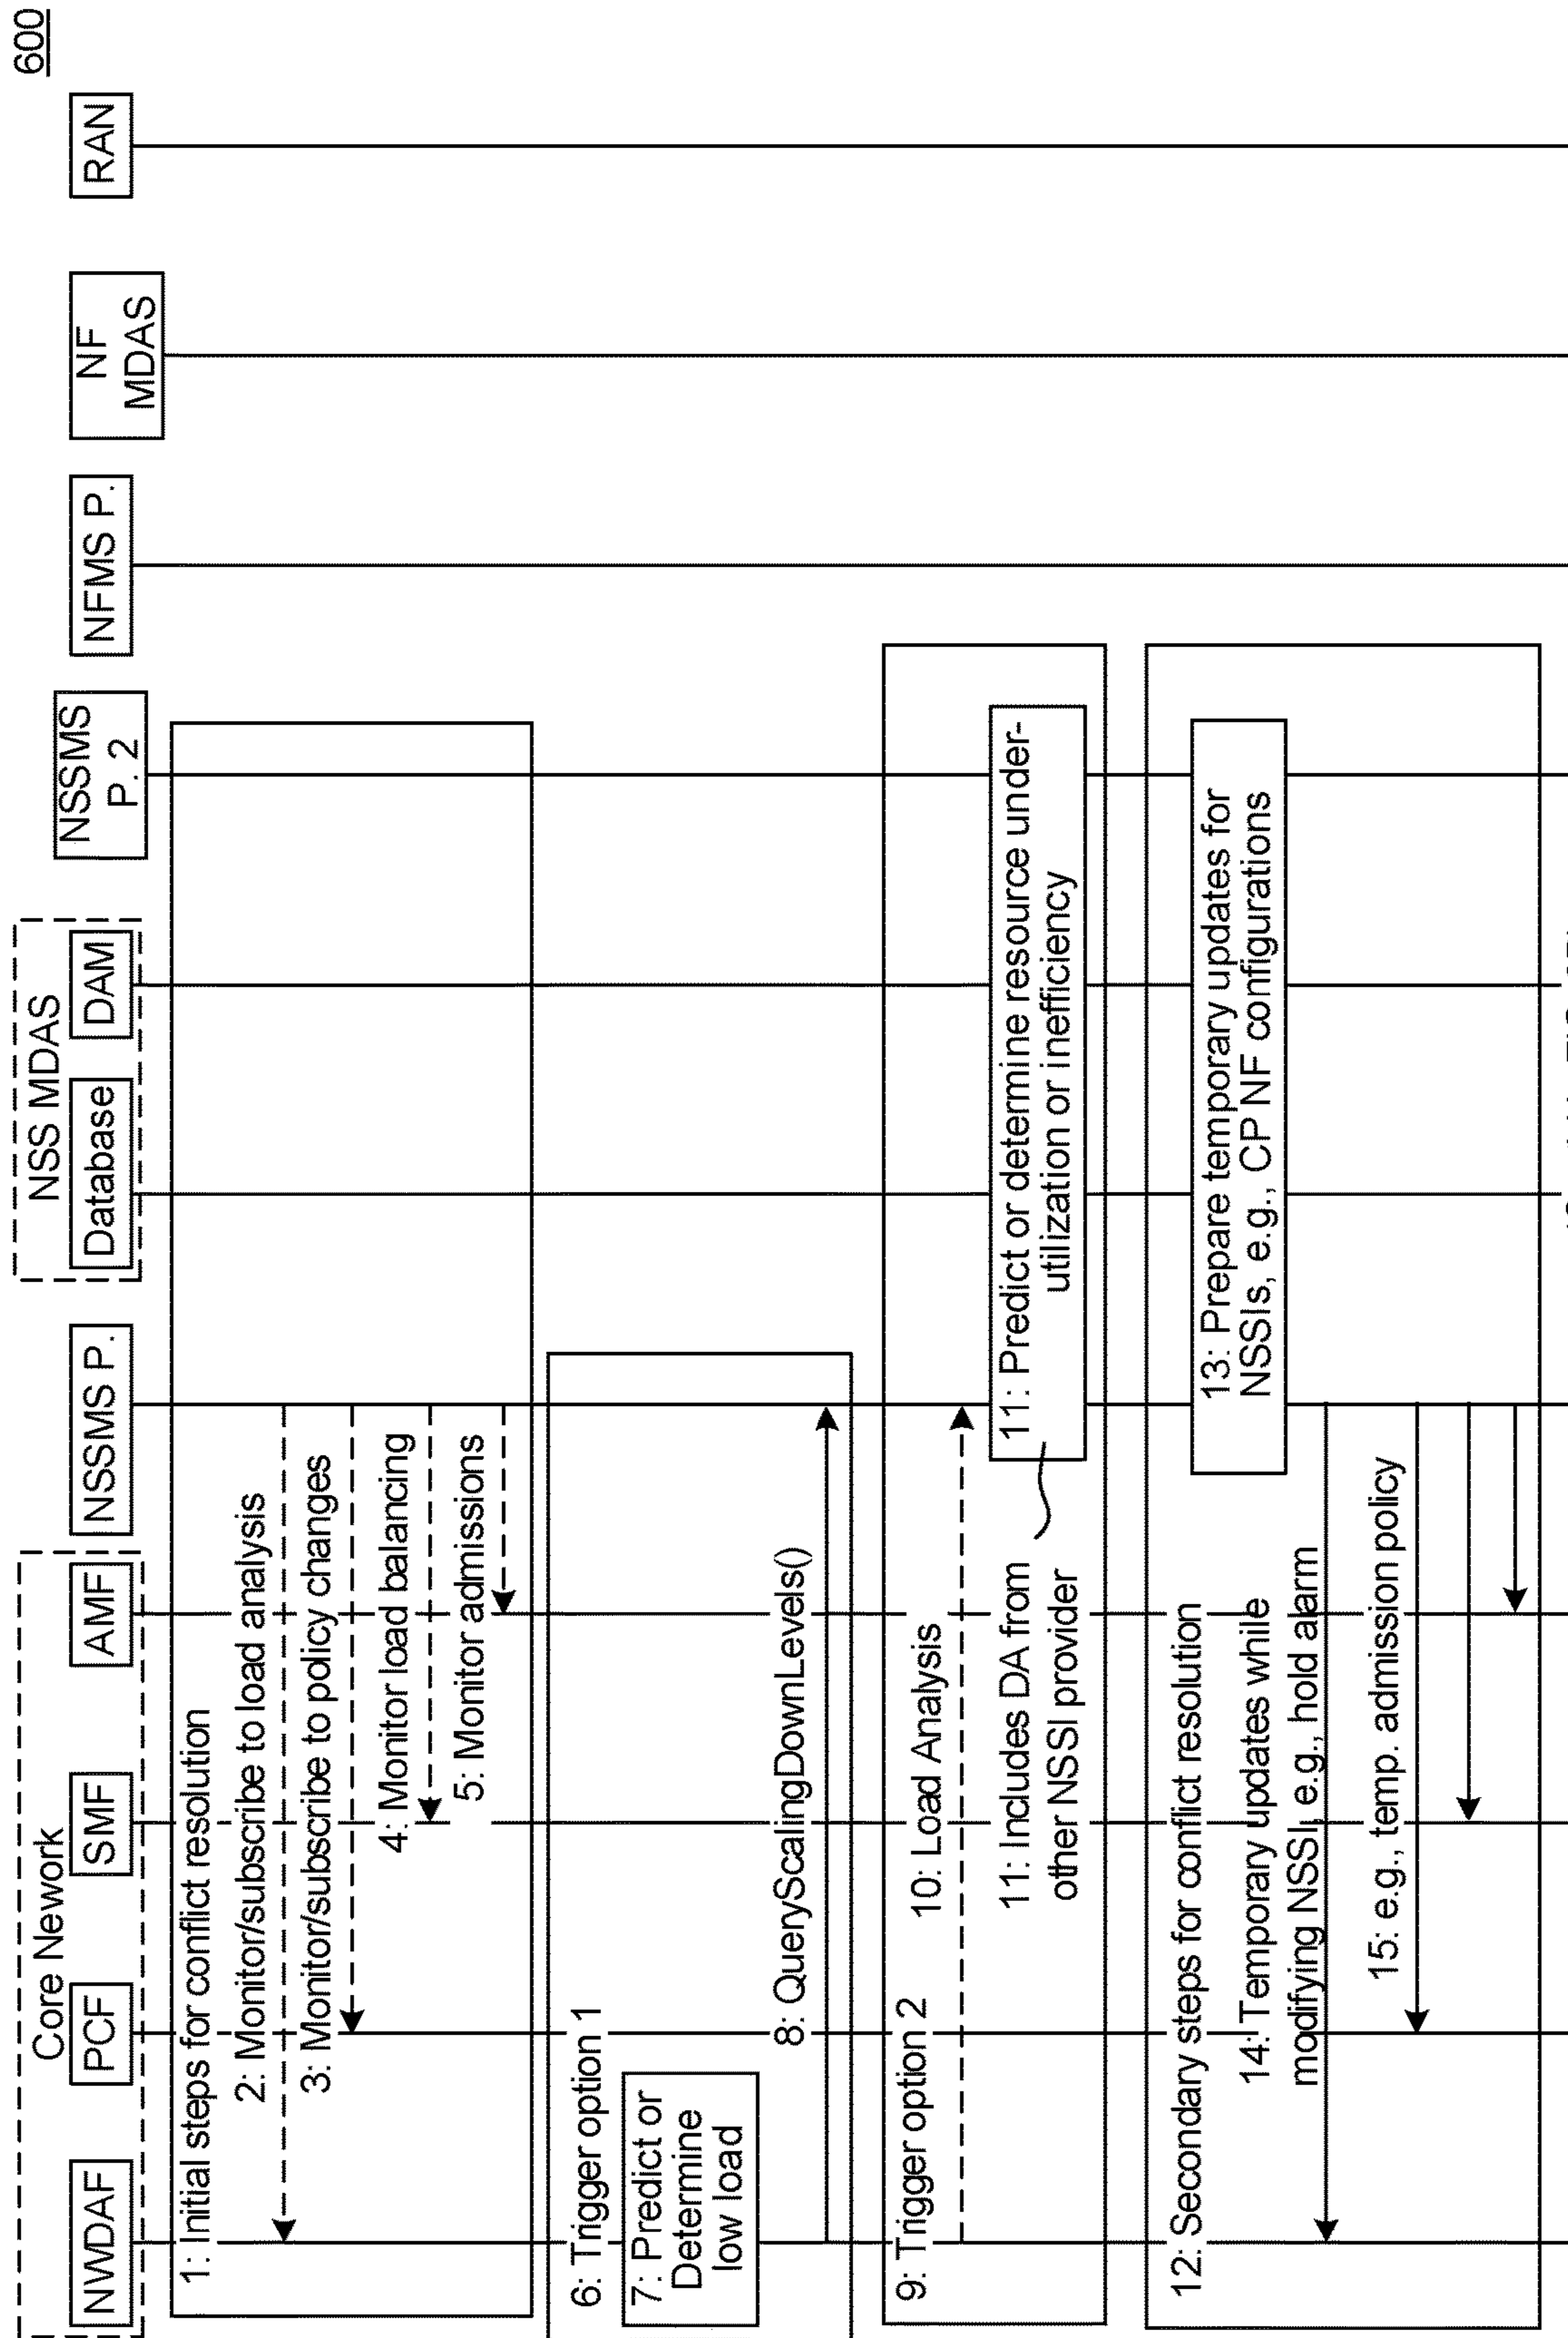 600
Core Nework
NSS MDAS
NWDAF
PCF
SMF
AMF
NSSMS P.
Database
DAM
NSSMS
P. 2
NFMS P.
NF
MDAS
RAN
1: Initial steps for conflict resolution
2: Monitor/subscribe to load analysis
3: Monitor/subscribe to policy changes
4: Monitor load balancing
5: Monitor admissions
6: Trigger option 1
7: Predict or
Determine
low load
8: QueryScalingDownLevels()
9: Trigger option 2
10: Load Analysis
11: Includes DA from
other NSSI provider
11: Predict or determine resource under-
utilization or inefficiency
12: Secondary steps for conflict resolution
13: Prepare temporary updates for
NSSIs, e.g., CP NF configurations
14: Temporary updates while
modifying NSSI, e.g., hold alarm
15: e.g., temp. admission policy